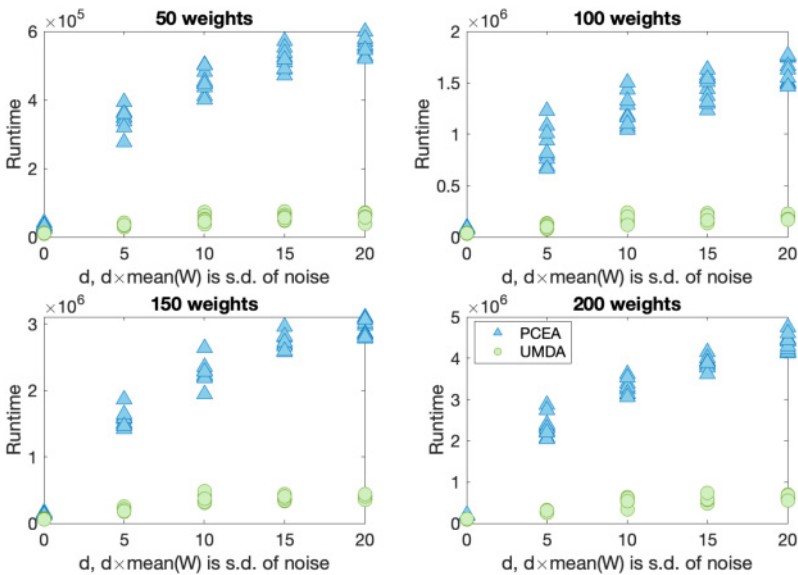 50 weights
×10^5
6
4
2
0
Runtime
0 5 10 15 20
d, d×mean(W) is s.d. of noise
100 weights
×10^6
2
1.5
1
0.5
0
Runtime
0 5 10 15 20
d, d×mean(W) is s.d. of noise
150 weights
×10^6
3
2
1
0
Runtime
0 5 10 15 20
d, d×mean(W) is s.d. of noise
200 weights
×10^6
5
4
3
2
1
0
Runtime
PCEA
UMDA
0 5 10 15 20
d, d×mean(W) is s.d. of noise